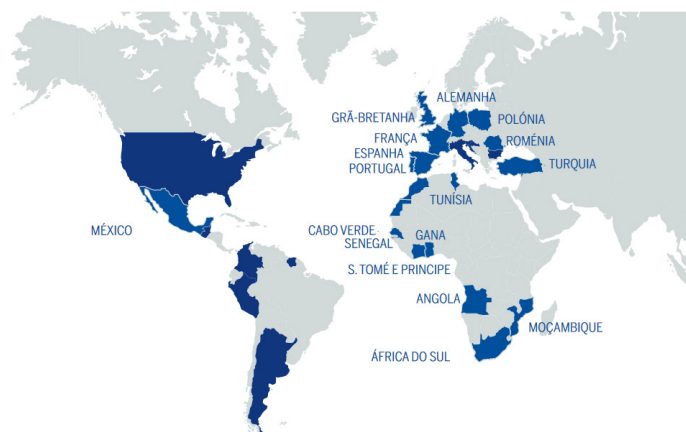 ALEMANHA
GRÃ-BRETANHA
POLÓNIA
FRANÇA
ROMÉNIA
ESPANHA
PORTUGAL
TURQUIA
TUNÍSIA
MÉXICO
CABO VERDE
GANA
SENEGAL
S. TOMÉ E PRINCIPE
ANGOLA
MOÇAMBIQUE
ÁFRICA DO SUL